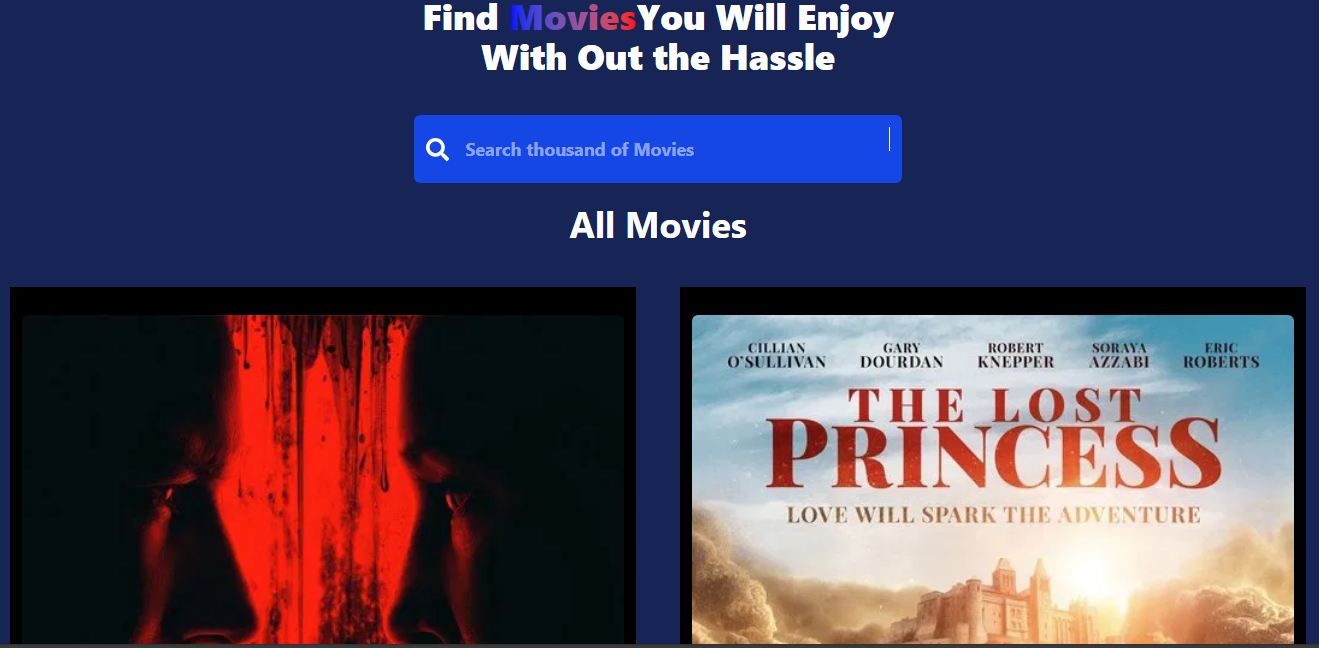 Find MoviesYou Will Enjoy
With Out the Hassle
Search thousand of Movies
All Movies
CILLIAN O'SULLIVAN GARY DOURDAN ROBERT KNEPPER SORAYA AZZABI ERIC ROBERTS
THE LOST
PRINCESS
LOVE WILL SPARK THE ADVENTURE